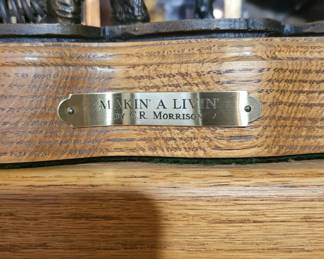 "MAKIN' A LIVIN'"
BY C.R. MORRISON